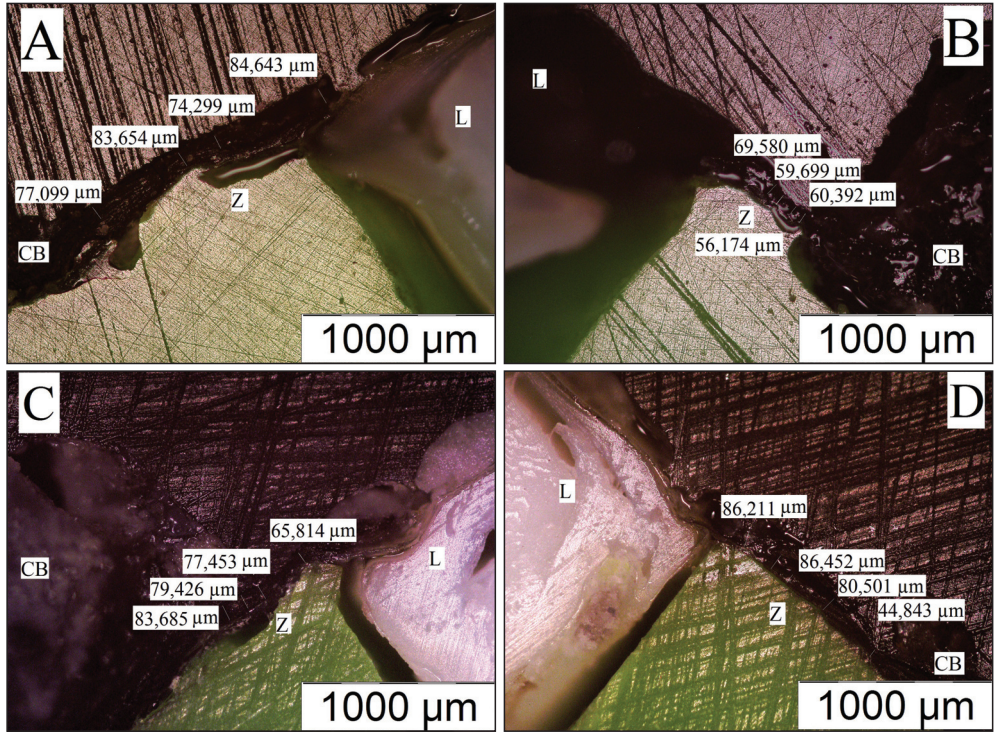 A
84,643 µm
74,299 µm
83,654 µm
77,099 µm
L
Z
CB
1000 µm
B
L
69,580 µm
59,699 µm
60,392 µm
Z
56,174 µm
CB
1000 µm
C
65,814 µm
77,453 µm
79,426 µm
83,685 µm
CB
L
Z
1000 µm
D
L
86,211 µm
86,452 µm
80,501 µm
44,843 µm
Z
CB
1000 µm